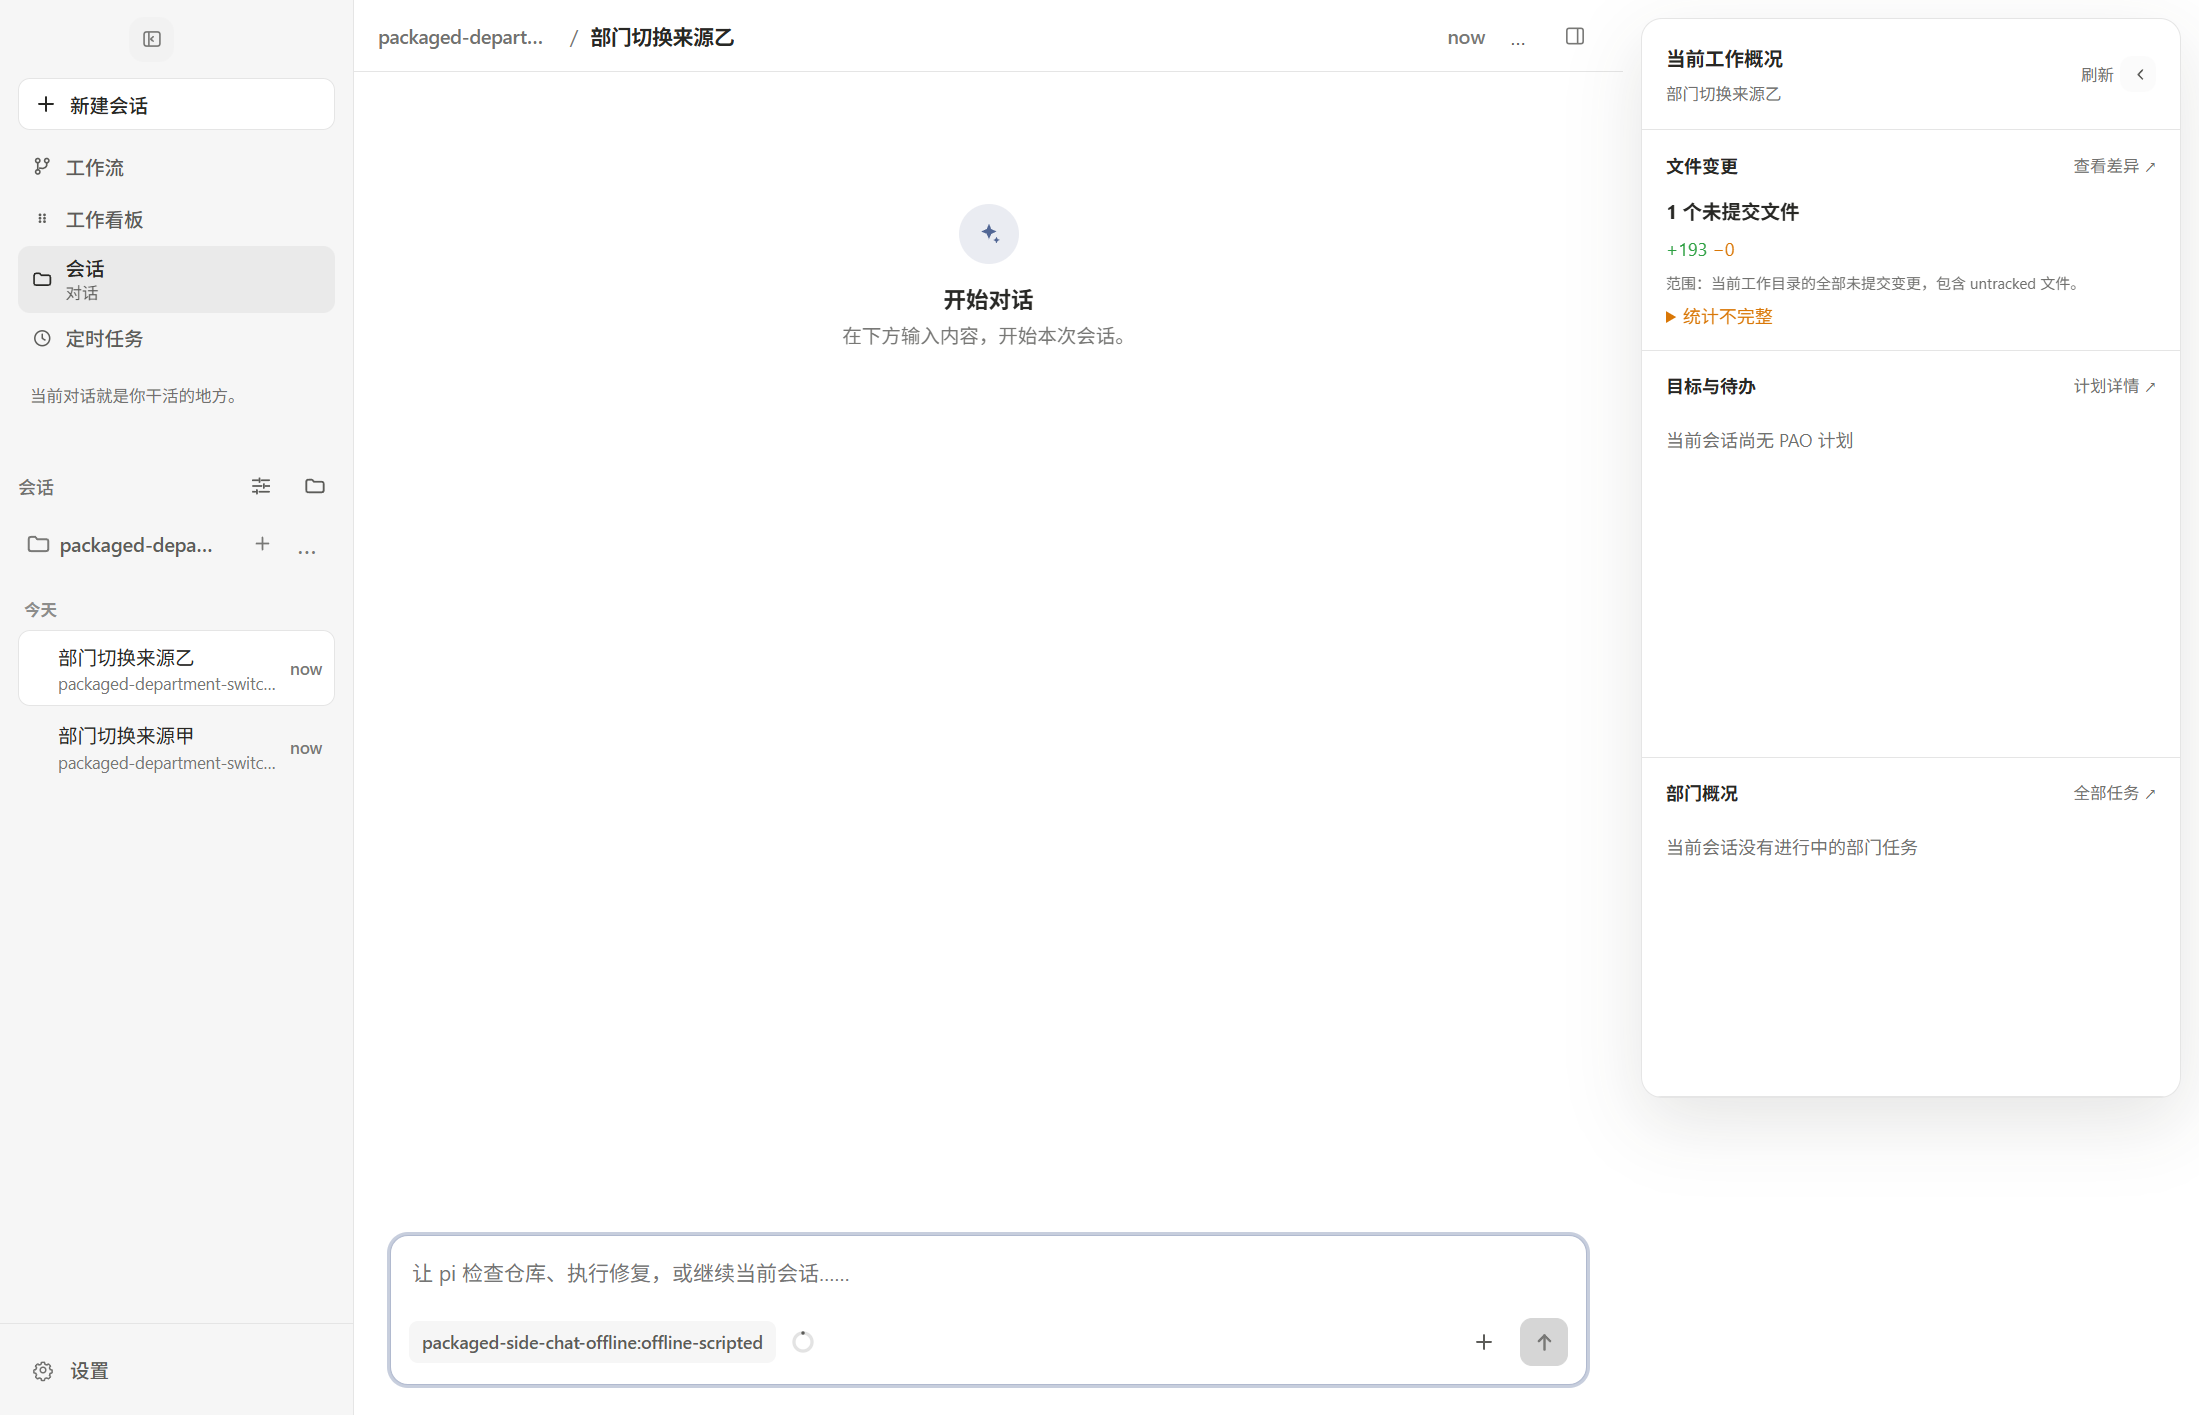 新建会话
工作流
工作看板
会话
对话
定时任务
当前对话就是你干活的地方。
会话
packaged-depa...
...
今天
部门切换来源乙
packaged-department-switc...
now
部门切换来源甲
packaged-department-switc...
now
设置
packaged-depart... / 部门切换来源乙
now
...
开始对话
在下方输入内容，开始本次会话。
让 pi 检查仓库、执行修复，或继续当前会话……
packaged-side-chat-offline:offline-scripted
当前工作概况
部门切换来源乙
刷新
文件变更
查看差异 ↗
1 个未提交文件
+193 −0
范围：当前工作目录的全部未提交变更，包含 untracked 文件。
▶ 统计不完整
目标与待办
计划详情 ↗
当前会话尚无 PAO 计划
部门概况
全部任务 ↗
当前会话没有进行中的部门任务